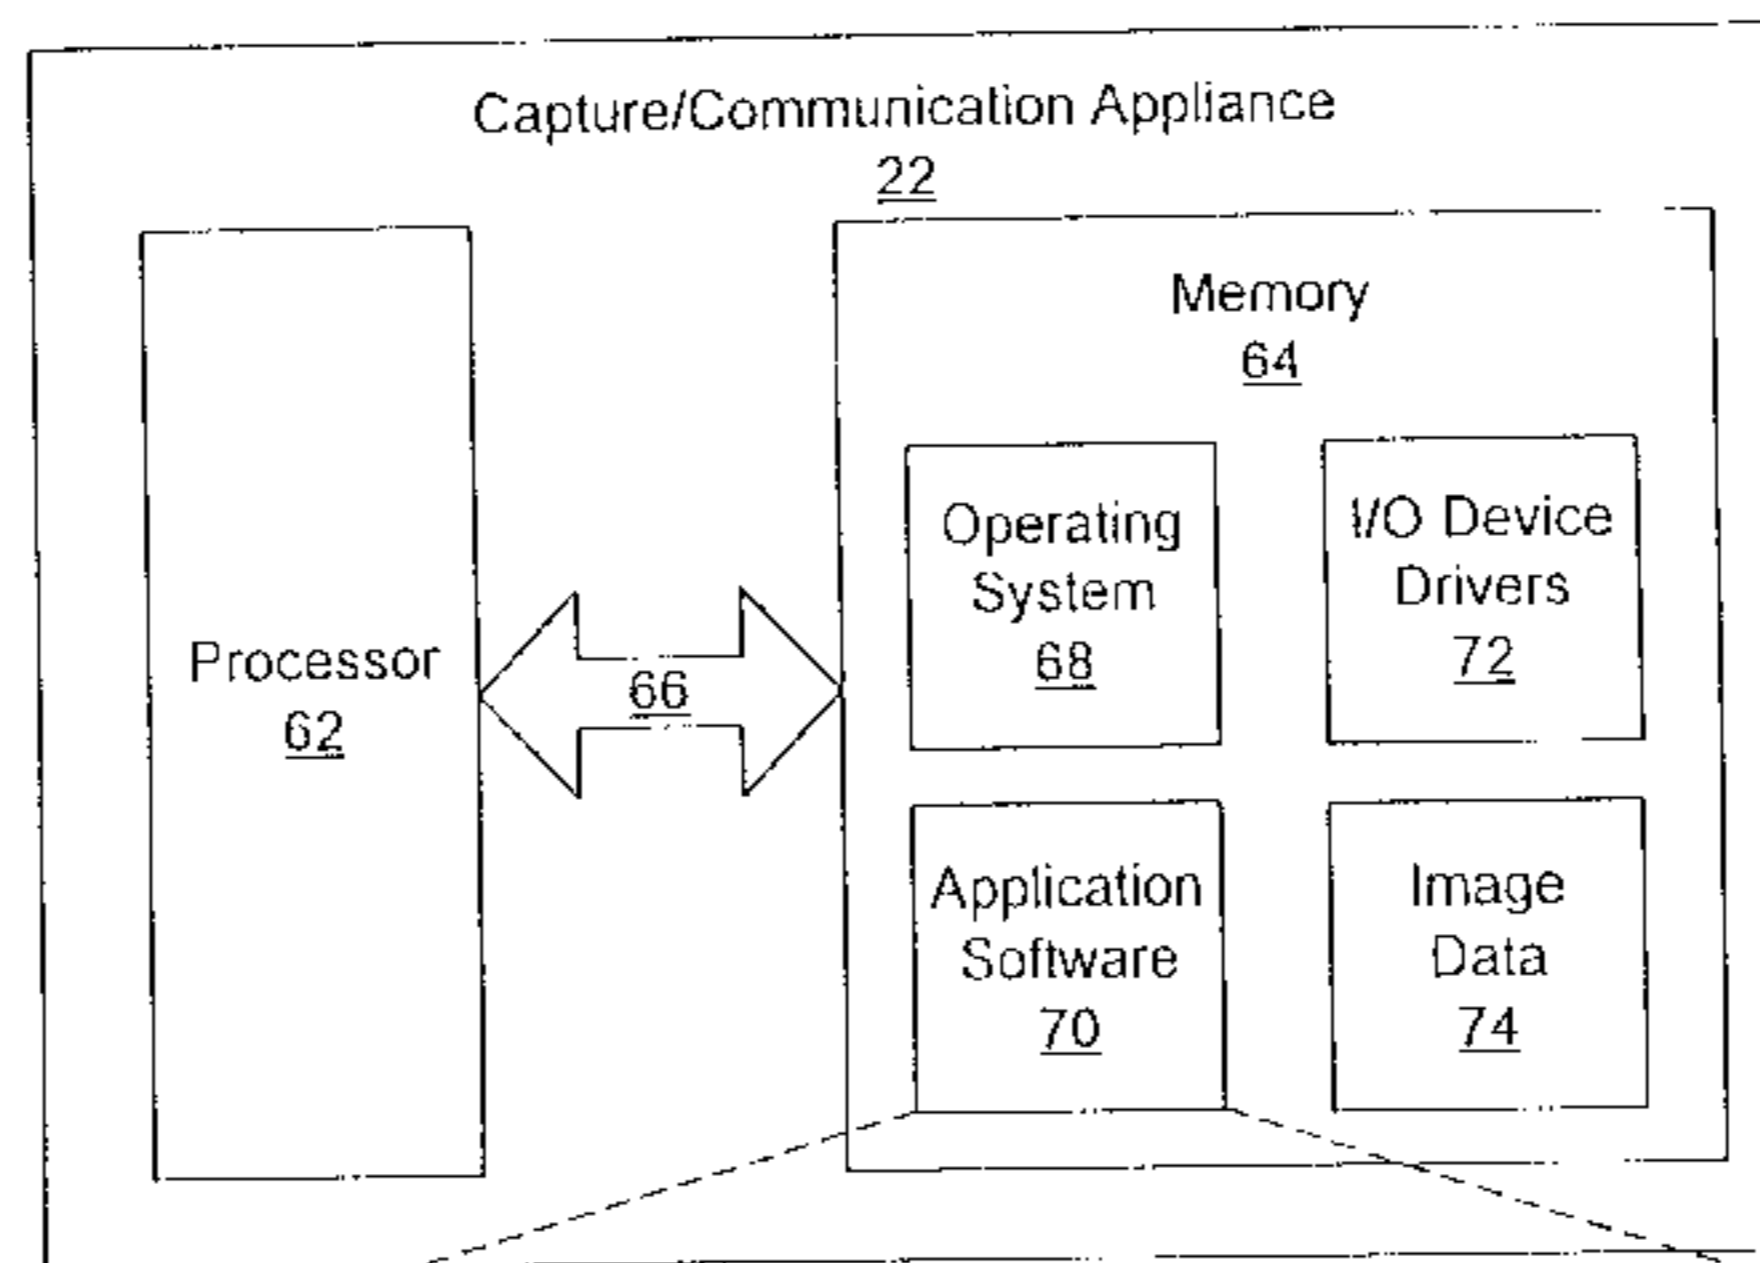 Capture/Communication Appliance
22
Processor
62
66
Memory
64
Operating
System
68
I/O Device
Drivers
72
Application
Software
70
Image
Data
74